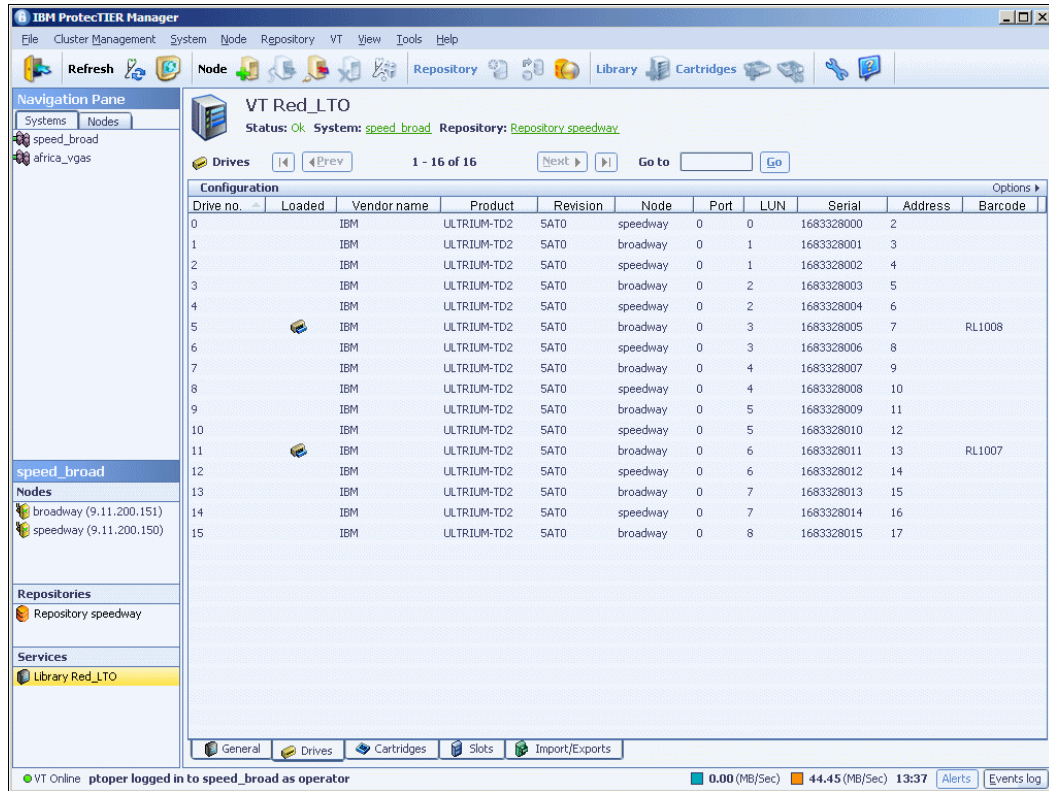 IBM ProtecTIER Manager
File Cluster Management System Node Repository VT View Tools Help
Refresh Node Repository Library Cartridges
Navigation Pane
Systems Nodes
speed_broad
africa_vgas
VT Red_LTO
Status: Ok System: speed_broad Repository: Repository speedway
Drives Prev 1 - 16 of 16 Next Go to Go
Configuration Options
Drive no. Loaded Vendor name Product Revision Node Port LUN Serial Address Barcode
0 IBM ULTRIUM-TD2 5AT0 speedway 0 0 1683328000 2
1 IBM ULTRIUM-TD2 5AT0 broadway 0 1 1683328001 3
2 IBM ULTRIUM-TD2 5AT0 speedway 0 1 1683328002 4
3 IBM ULTRIUM-TD2 5AT0 broadway 0 2 1683328003 5
4 IBM ULTRIUM-TD2 5AT0 speedway 0 2 1683328004 6
5 IBM ULTRIUM-TD2 5AT0 broadway 0 3 1683328005 7 RL1008
6 IBM ULTRIUM-TD2 5AT0 speedway 0 3 1683328006 8
7 IBM ULTRIUM-TD2 5AT0 broadway 0 4 1683328007 9
8 IBM ULTRIUM-TD2 5AT0 speedway 0 4 1683328008 10
9 IBM ULTRIUM-TD2 5AT0 broadway 0 5 1683328009 11
10 IBM ULTRIUM-TD2 5AT0 speedway 0 5 1683328010 12
11 IBM ULTRIUM-TD2 5AT0 broadway 0 6 1683328011 13 RL1007
12 IBM ULTRIUM-TD2 5AT0 speedway 0 6 1683328012 14
13 IBM ULTRIUM-TD2 5AT0 broadway 0 7 1683328013 15
14 IBM ULTRIUM-TD2 5AT0 speedway 0 7 1683328014 16
15 IBM ULTRIUM-TD2 5AT0 broadway 0 8 1683328015 17
speed_broad
Nodes
broadway (9.11.200.151)
speedway (9.11.200.150)
Repositories
Repository speedway
Services
Library Red_LTO
General Drives Cartridges Slots Import/Exports
VT Online ptoper logged in to speed_broad as operator 0.00 (MB/Sec) 44.45 (MB/Sec) 13:37 Alerts Events log